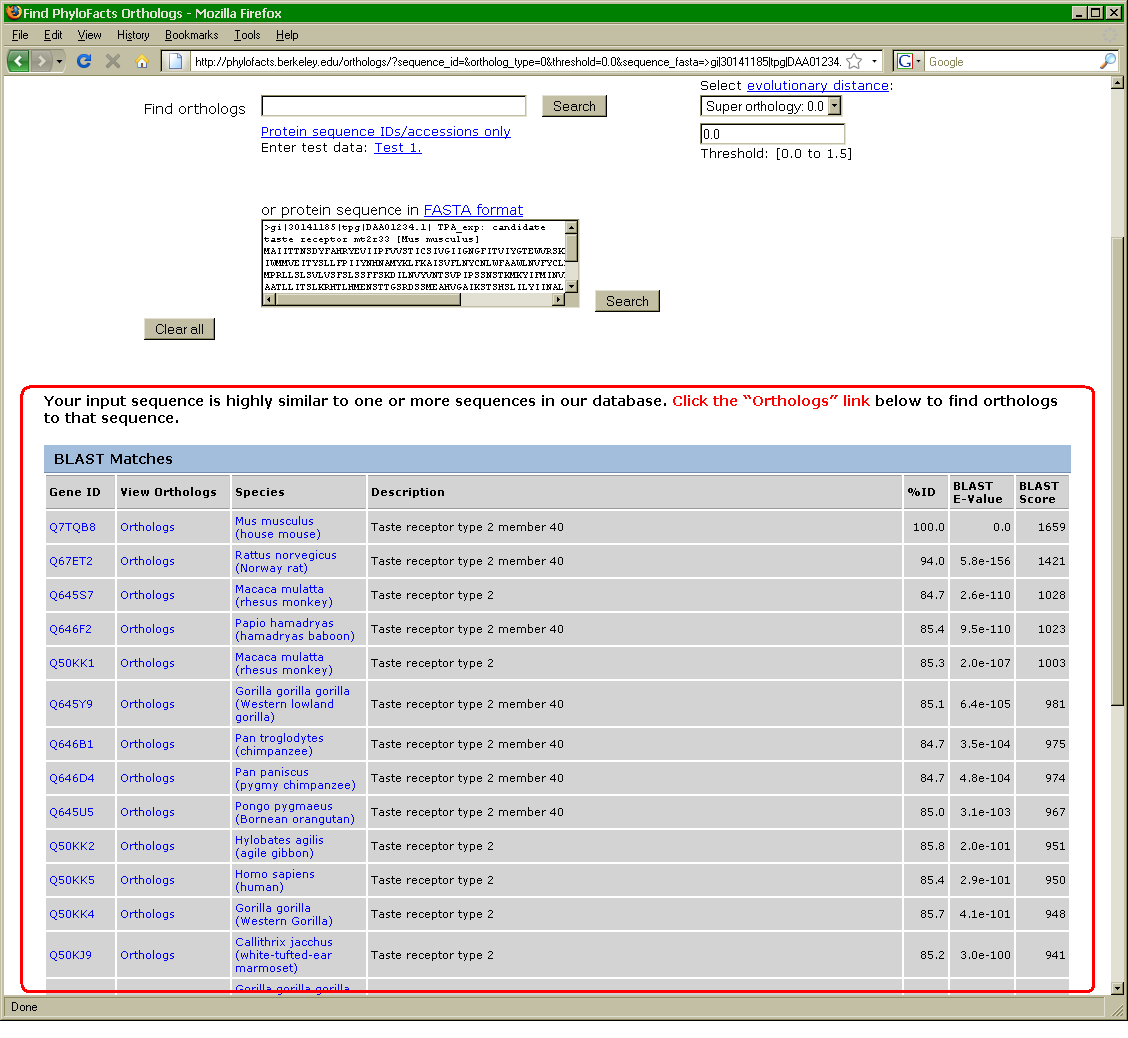 Find PhyloFacts Orthologs - Mozilla Firefox
File Edit View History Bookmarks Tools Help
http://phylofacts.berkeley.edu/orthologs/?sequence_id=&ortholog_type=0&threshold=0.0&sequence_fasta=>gi|30141185|tpg|DAA01234. Google
Select evolutionary distance:
Find orthologs Search Super orthology: 0.0
Protein sequence IDs/accessions only 0.0
Enter test data: Test 1. Threshold: [0.0 to 1.5]
or protein sequence in FASTA format
>gi|30141185|tpg|DAA01234.1| TPA_exp: candidate
taste receptor mt2r33 [Mus musculus]
MAIITTNSDYFAHRYEVIIPFVVSTICSIVGIIGNGFITVIYGTEWVRSK
IWMMVEITYSLLFPIIYNHNAMYKLFKAISVFLNYCNLWFAAWLNVFYCL
MPRLLSLSVLVSFSLSSFFSKDILNVYVNTSVPIPSSNSTKMKYIFMINV
AATLLITSLKRHTLHMENSTTGSRDSSMEAHVGAIKSTSHSLILYIINAL
Search
Clear all
Your input sequence is highly similar to one or more sequences in our database. Click the “Orthologs” link below to find orthologs
to that sequence.
BLAST Matches
Gene ID View Orthologs Species Description %ID BLAST E-Value BLAST Score
Q7TQB8 Orthologs Mus musculus (house mouse) Taste receptor type 2 member 40 100.0 0.0 1659
Q67ET2 Orthologs Rattus norvegicus (Norway rat) Taste receptor type 2 member 40 94.0 5.8e-156 1421
Q645S7 Orthologs Macaca mulatta (rhesus monkey) Taste receptor type 2 84.7 2.6e-110 1028
Q646F2 Orthologs Papio hamadryas (hamadryas baboon) Taste receptor type 2 member 40 85.4 9.5e-110 1023
Q50KK1 Orthologs Macaca mulatta (rhesus monkey) Taste receptor type 2 85.3 2.0e-107 1003
Q645Y9 Orthologs Gorilla gorilla gorilla (Western lowland gorilla) Taste receptor type 2 member 40 85.1 6.4e-105 981
Q646B1 Orthologs Pan troglodytes (chimpanzee) Taste receptor type 2 member 40 84.7 3.5e-104 975
Q646D4 Orthologs Pan paniscus (pygmy chimpanzee) Taste receptor type 2 member 40 84.7 4.8e-104 974
Q645U5 Orthologs Pongo pygmaeus (Bornean orangutan) Taste receptor type 2 member 40 85.0 3.1e-103 967
Q50KK2 Orthologs Hylobates agilis (agile gibbon) Taste receptor type 2 85.8 2.0e-101 951
Q50KK5 Orthologs Homo sapiens (human) Taste receptor type 2 85.4 2.9e-101 950
Q50KK4 Orthologs Gorilla gorilla (Western Gorilla) Taste receptor type 2 85.7 4.1e-101 948
Q50KJ9 Orthologs Callithrix jacchus (white-tufted-ear marmoset) Taste receptor type 2 85.2 3.0e-100 941
Gorilla gorilla gorilla
Done